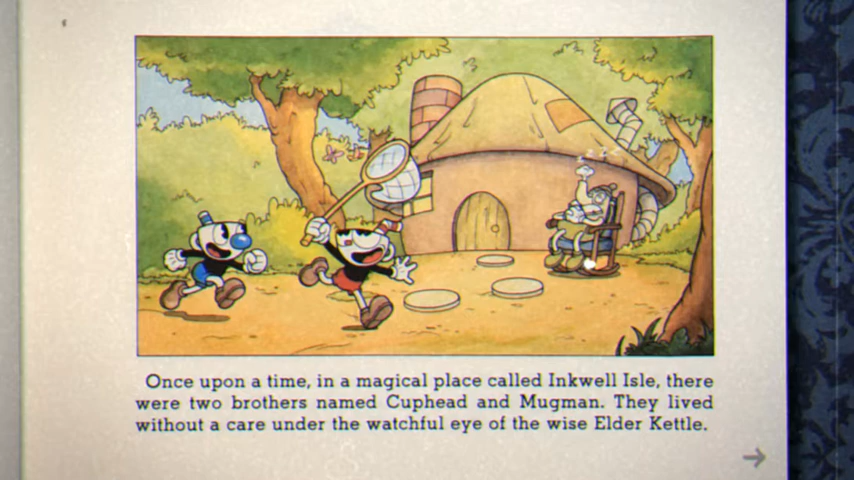 Once upon a time, in a magical place called Inkwell Isle, there
were two brothers named Cuphead and Mugman. They lived
without a care under the watchful eye of the wise Elder Kettle.